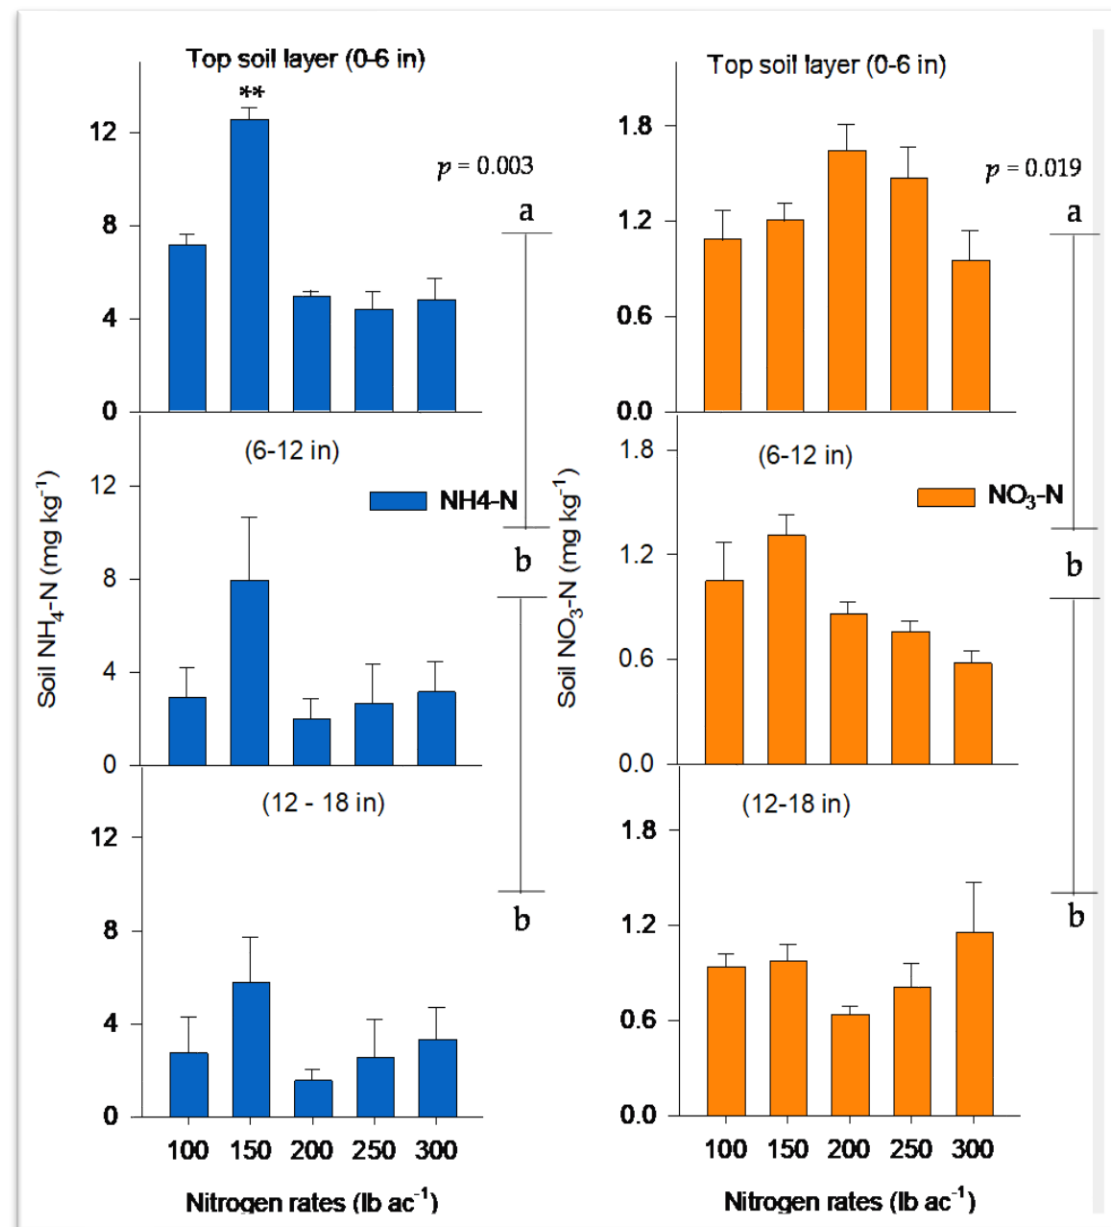 Top soil layer (0-6 in)
**
12
p = 0.003
8
a
4
0
(6-12 in)
12
NH4-N
b
8
4
0
(12 - 18 in)
12
b
8
4
0
100 150 200 250 300
Nitrogen rates (lb ac⁻¹)
Soil NH₄-N (mg kg⁻¹)
Top soil layer (0-6 in)
1.8
p = 0.019
a
1.2
0.6
0.0
(6-12 in)
1.8
NO₃-N
1.2
b
0.6
0.0
(12-18 in)
1.8
b
1.2
0.6
0.0
100 150 200 250 300
Nitrogen rates (lb ac⁻¹)
Soil NO₃-N (mg kg⁻¹)